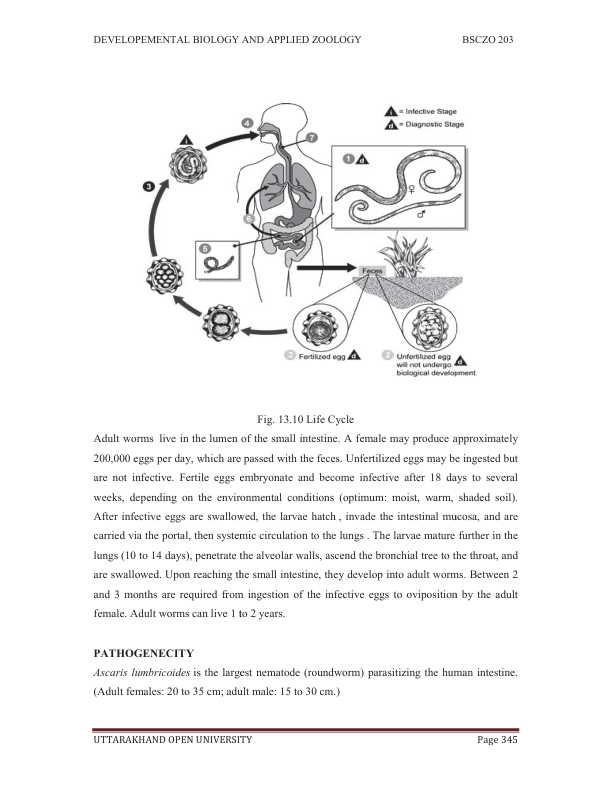 DEVELOPEMENTAL BIOLOGY AND APPLIED ZOOLOGY BSCZO 203
i = Infective Stage
d = Diagnostic Stage
4
7
i
1 d
3
♀
♂
6
5
Feces
2 Fertilized egg d
2 Unfertilized egg d
will not undergo
biological development.
Fig. 13.10 Life Cycle
Adult worms live in the lumen of the small intestine. A female may produce approximately
200,000 eggs per day, which are passed with the feces. Unfertilized eggs may be ingested but
are not infective. Fertile eggs embryonate and become infective after 18 days to several
weeks, depending on the environmental conditions (optimum: moist, warm, shaded soil).
After infective eggs are swallowed, the larvae hatch , invade the intestinal mucosa, and are
carried via the portal, then systemic circulation to the lungs . The larvae mature further in the
lungs (10 to 14 days), penetrate the alveolar walls, ascend the bronchial tree to the throat, and
are swallowed. Upon reaching the small intestine, they develop into adult worms. Between 2
and 3 months are required from ingestion of the infective eggs to oviposition by the adult
female. Adult worms can live 1 to 2 years.
PATHOGENECITY
Ascaris lumbricoides is the largest nematode (roundworm) parasitizing the human intestine.
(Adult females: 20 to 35 cm; adult male: 15 to 30 cm.)
UTTARAKHAND OPEN UNIVERSITY Page 345